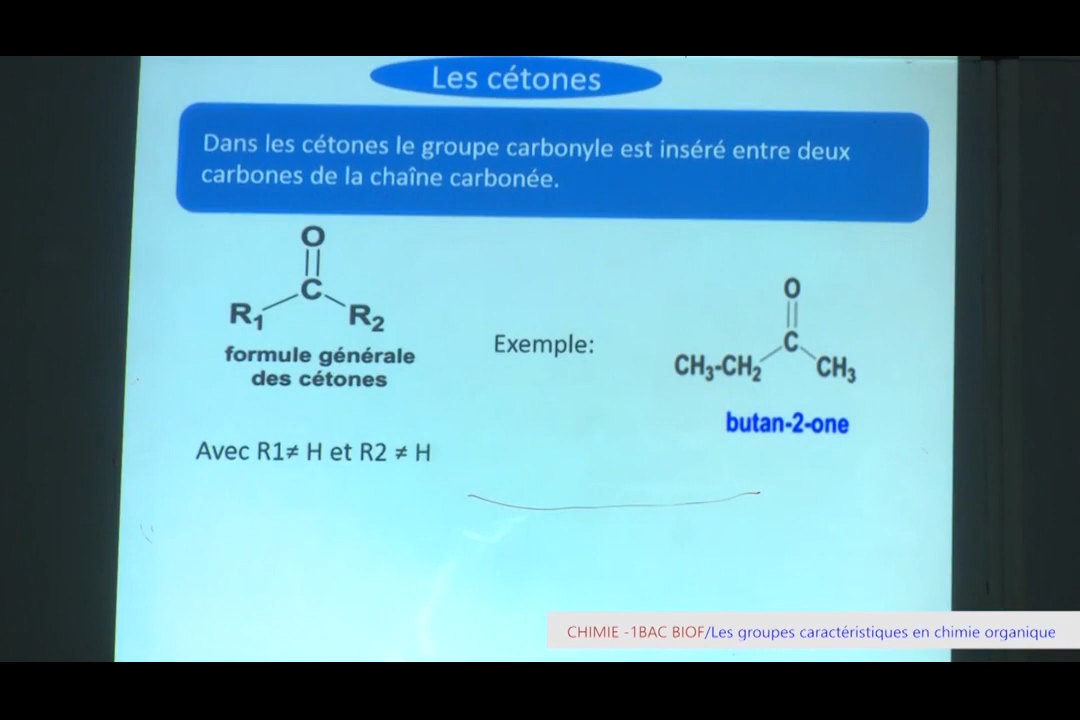 Les cétones
Dans les cétones le groupe carbonyle est inséré entre deux
carbones de la chaîne carbonée.
O
C
R₁
R₂
formule générale
des cétones
Avec R1≠ H et R2 ≠ H
Exemple:
O
C
CH₃-CH₂
CH₃
butan-2-one
CHIMIE -1BAC BIOF/Les groupes caractéristiques en chimie organique